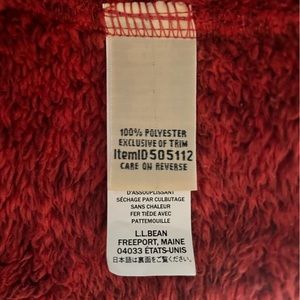 100% POLYESTER
EXCLUSIVE OF TRIM
ItemID505112
CARE ON REVERSE
D'ASSOUPLISSANT
SÉCHAGE PAR CULBUTAGE
SANS CHALEUR
FER TIÈDE AVEC
PATTEMOUILLE
L.L.BEAN
FREEPORT, MAINE
04033 ÉTATS-UNIS
日本語は裏面をご覧ください。